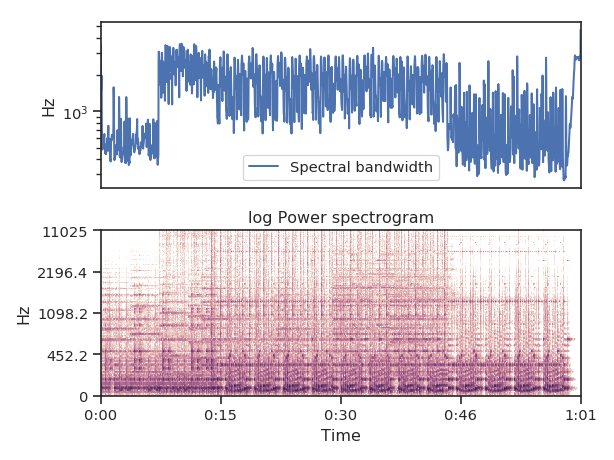 Hz
10³
Spectral bandwidth
log Power spectrogram
11025
2196.4
1098.2
452.2
0
Hz
0:00 0:15 0:30 0:46 1:01
Time